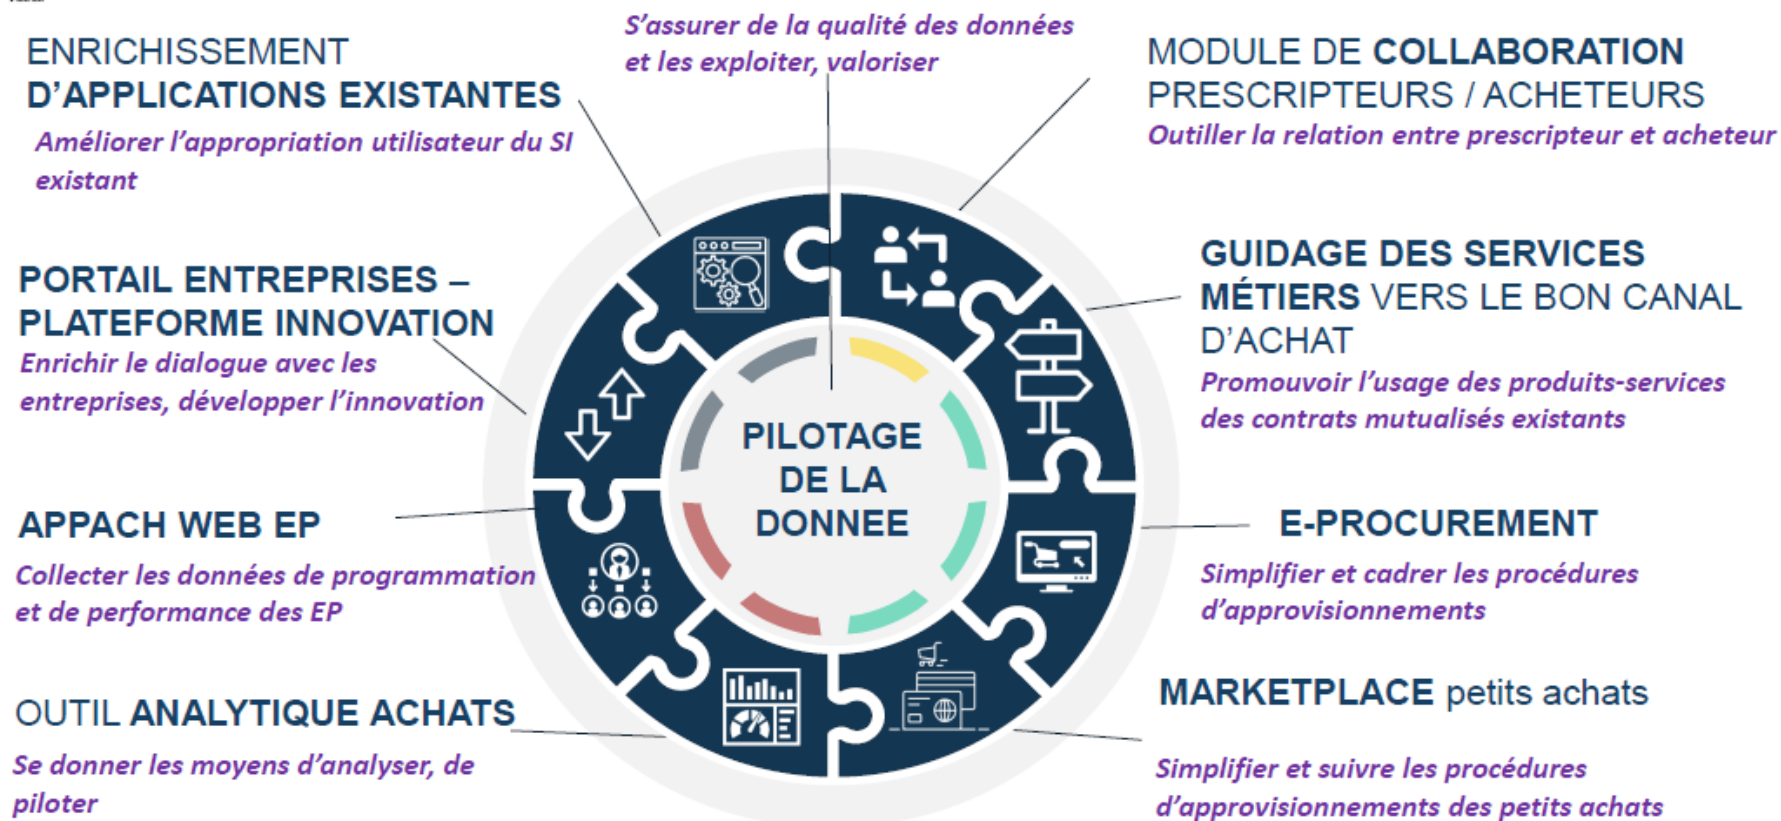 S'assurer de la qualité des données
et les exploiter, valoriser
ENRICHISSEMENT
D'APPLICATIONS EXISTANTES
Améliorer l'appropriation utilisateur du SI
existant
PORTAIL ENTREPRISES –
PLATEFORME INNOVATION
Enrichir le dialogue avec les
entreprises, développer l'innovation
APPACH WEB EP
Collecter les données de programmation
et de performance des EP
OUTIL ANALYTIQUE ACHATS
Se donner les moyens d'analyser, de
piloter
PILOTAGE
DE LA
DONNEE
MODULE DE COLLABORATION
PRESCRIPTEURS / ACHETEURS
Outiller la relation entre prescripteur et acheteur
GUIDAGE DES SERVICES
MÉTIERS VERS LE BON CANAL
D'ACHAT
Promouvoir l'usage des produits-services
des contrats mutualisés existants
E-PROCUREMENT
Simplifier et cadrer les procédures
d'approvisionnements
MARKETPLACE petits achats
Simplifier et suivre les procédures
d'approvisionnements des petits achats